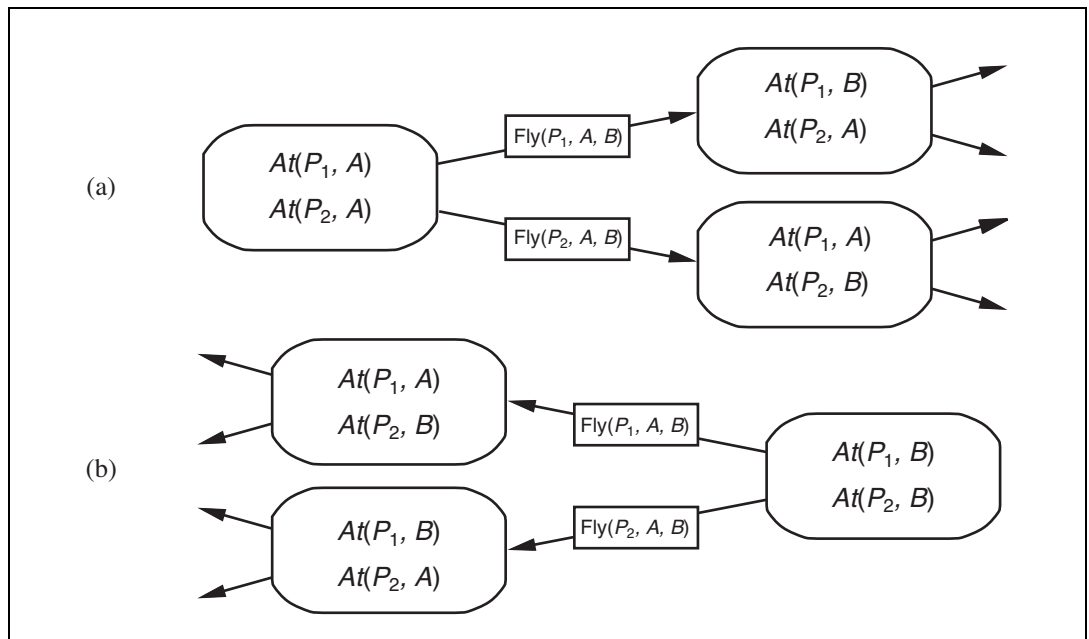 (a)
At(P₁, A)
At(P₂, A)
Fly(P₁, A, B)
Fly(P₂, A, B)
At(P₁, B)
At(P₂, A)
At(P₁, A)
At(P₂, B)
(b)
At(P₁, A)
At(P₂, B)
At(P₁, B)
At(P₂, A)
Fly(P₁, A, B)
Fly(P₂, A, B)
At(P₁, B)
At(P₂, B)